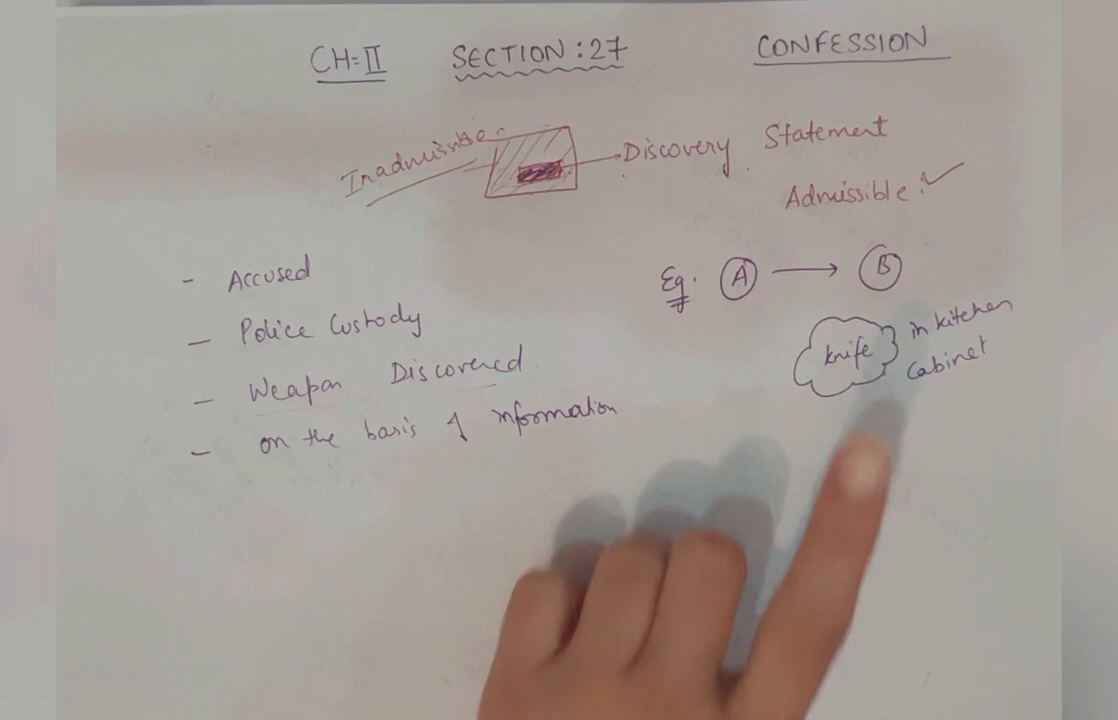 CH-II SECTION : 27 CONFESSION
Inadmissible
Discovery Statement
Admissible ✓
- Accused
- Police Custody
- Weapon Discovered
- on the basis of information
Eg. A → B
knife in kitchen
cabinet